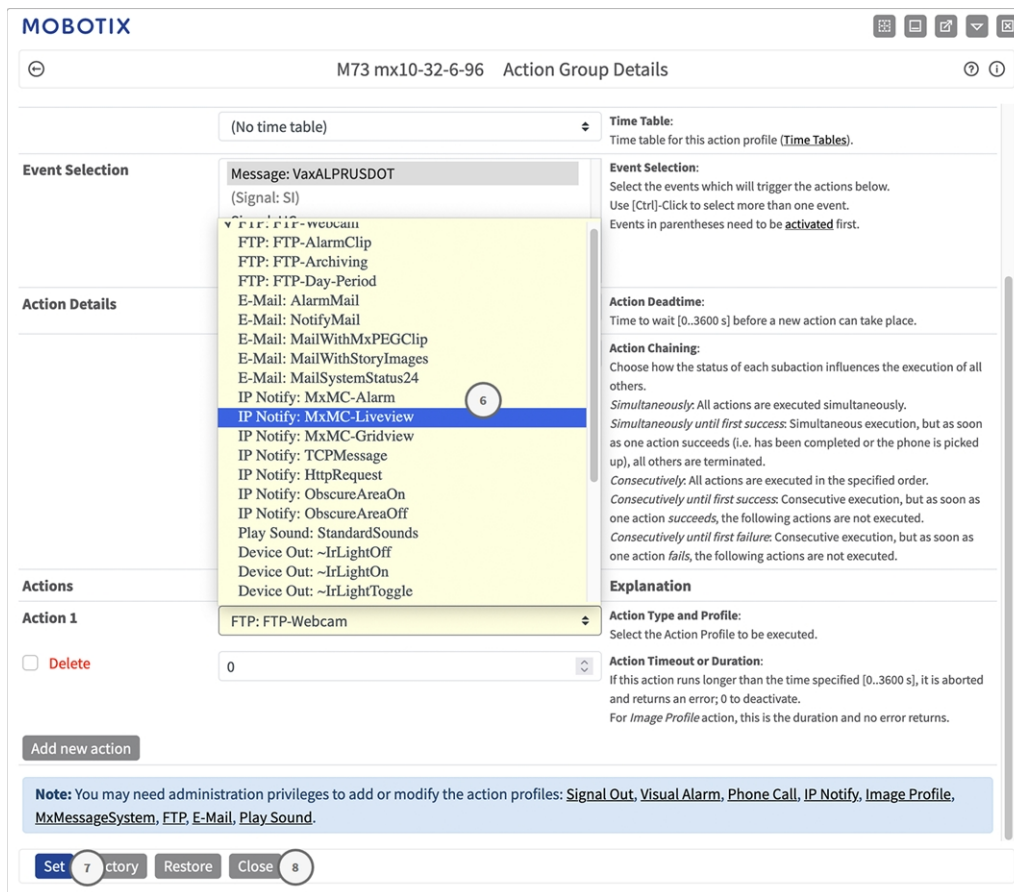 MOBOTIX
M73 mx10-32-6-96 Action Group Details
(No time table)
Time Table:
Time table for this action profile (Time Tables).
Event Selection
Message: VaxALPRUSDOT
(Signal: SI)
Event Selection:
Select the events which will trigger the actions below.
Use [Ctrl]-Click to select more than one event.
Events in parentheses need to be activated first.
FTP: FTP-Webcam
FTP: FTP-AlarmClip
FTP: FTP-Archiving
FTP: FTP-Day-Period
E-Mail: AlarmMail
E-Mail: NotifyMail
E-Mail: MailWithMxPEGClip
E-Mail: MailWithStoryImages
E-Mail: MailSystemStatus24
IP Notify: MxMC-Alarm
6
IP Notify: MxMC-Liveview
IP Notify: MxMC-Gridview
IP Notify: TCPMessage
IP Notify: HttpRequest
IP Notify: ObscureAreaOn
IP Notify: ObscureAreaOff
Play Sound: StandardSounds
Device Out: ~IrLightOff
Device Out: ~IrLightOn
Device Out: ~IrLightToggle
Action Details
Action Deadtime:
Time to wait [0..3600 s] before a new action can take place.
Action Chaining:
Choose how the status of each subaction influences the execution of all
others.
Simultaneously: All actions are executed simultaneously.
Simultaneously until first success: Simultaneous execution, but as soon
as one action succeeds (i.e. has been completed or the phone is picked
up), all others are terminated.
Consecutively: All actions are executed in the specified order.
Consecutively until first success: Consecutive execution, but as soon as
one action succeeds, the following actions are not executed.
Consecutively until first failure: Consecutive execution, but as soon as
one action fails, the following actions are not executed.
Actions
Explanation
Action 1
FTP: FTP-Webcam
Action Type and Profile:
Select the Action Profile to be executed.
Delete
0
Action Timeout or Duration:
If this action runs longer than the time specified [0..3600 s], it is aborted
and returns an error; 0 to deactivate.
For Image Profile action, this is the duration and no error returns.
Add new action
Note: You may need administration privileges to add or modify the action profiles: Signal Out, Visual Alarm, Phone Call, IP Notify, Image Profile,
MxMessageSystem, FTP, E-Mail, Play Sound.
Set 7 ctory Restore Close 8